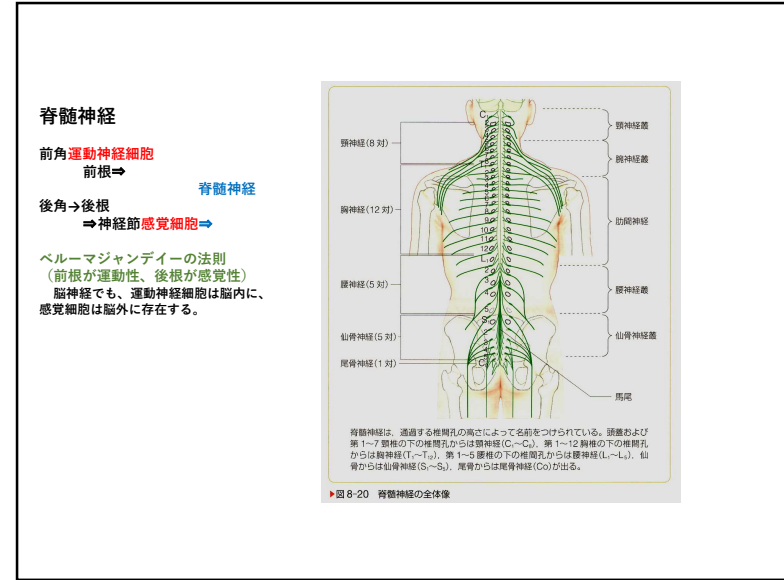 脊髄神経
前角運動神経細胞
前根⇒
脊髄神経
後角→後根
⇒神経節感覚細胞⇒
ベルーマジャンデイーの法則
（前根が運動性、後根が感覚性）
脳神経でも、運動神経細胞は脳内に、
感覚細胞は脳外に存在する。
頸神経(8対)
胸神経(12対)
腰神経(5対)
仙骨神経(5対)
尾骨神経(1対)
頸神経叢
腕神経叢
肋間神経
腰神経叢
仙骨神経叢
馬尾
脊髄神経は，通過する椎間孔の高さによって名前をつけられている。頭蓋および
第1〜7頸椎の下の椎間孔からは頸神経(C₁〜C₈)，第1〜12胸椎の下の椎間孔
からは胸神経(T₁〜T₁₂)，第1〜5腰椎の下の椎間孔からは腰神経(L₁〜L₅)，仙
骨からは仙骨神経(S₁〜S₅)，尾骨からは尾骨神経(Co)が出る。
▶図8-20 脊髄神経の全体像